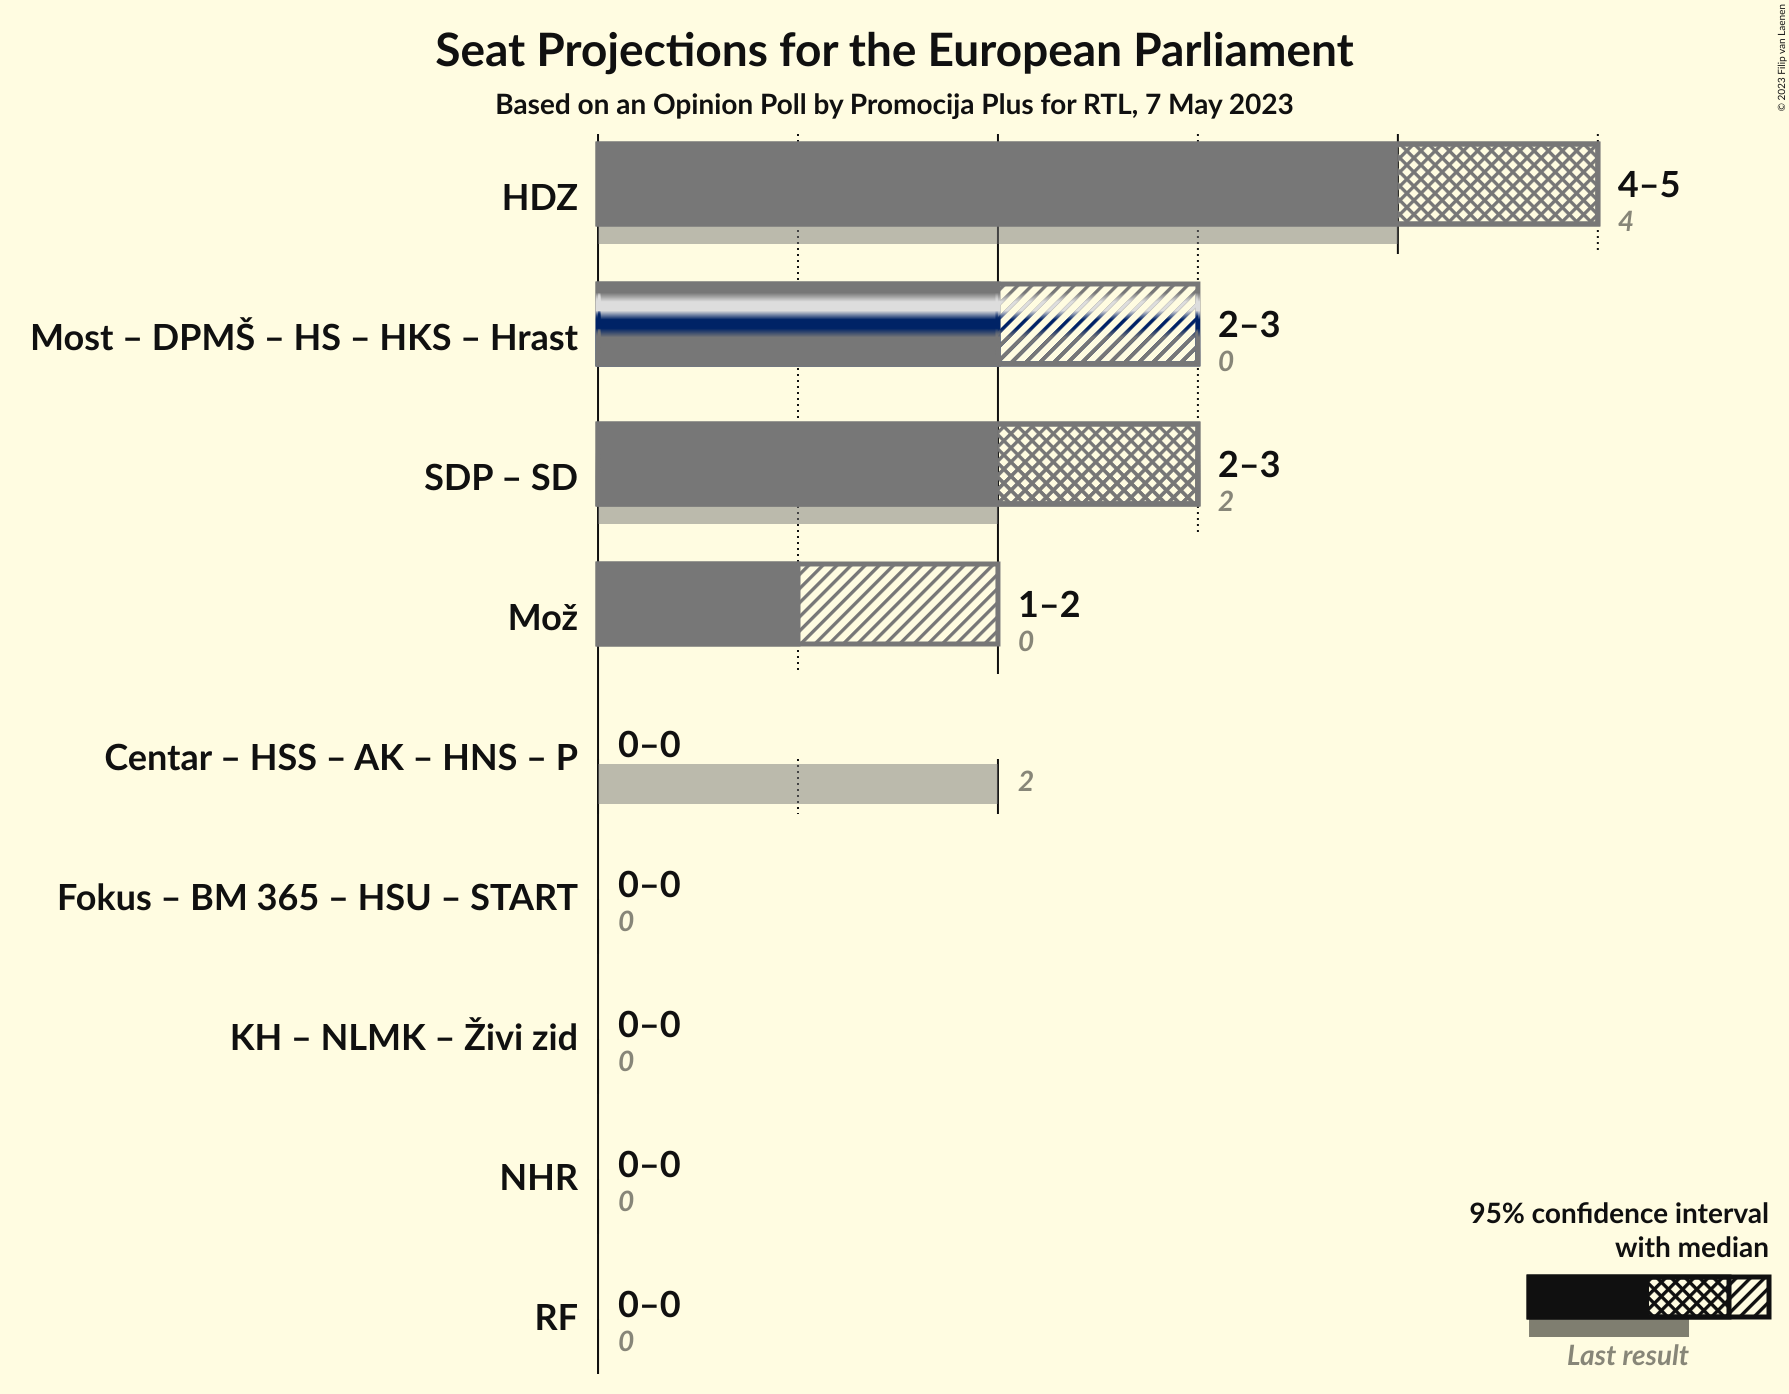 Seat Projections for the European Parliament
Based on an Opinion Poll by Promocija Plus for RTL, 7 May 2023
© 2023 Filip van Laenen
HDZ
4–5
4
Most – DPMŠ – HS – HKS – Hrast
2–3
0
SDP – SD
2–3
2
Mož
1–2
0
Centar – HSS – AK – HNS – P
0–0
2
Fokus – BM 365 – HSU – START
0–0
0
KH – NLMK – Živi zid
0–0
0
NHR
0–0
0
RF
0–0
0
95% confidence interval
with median
Last result